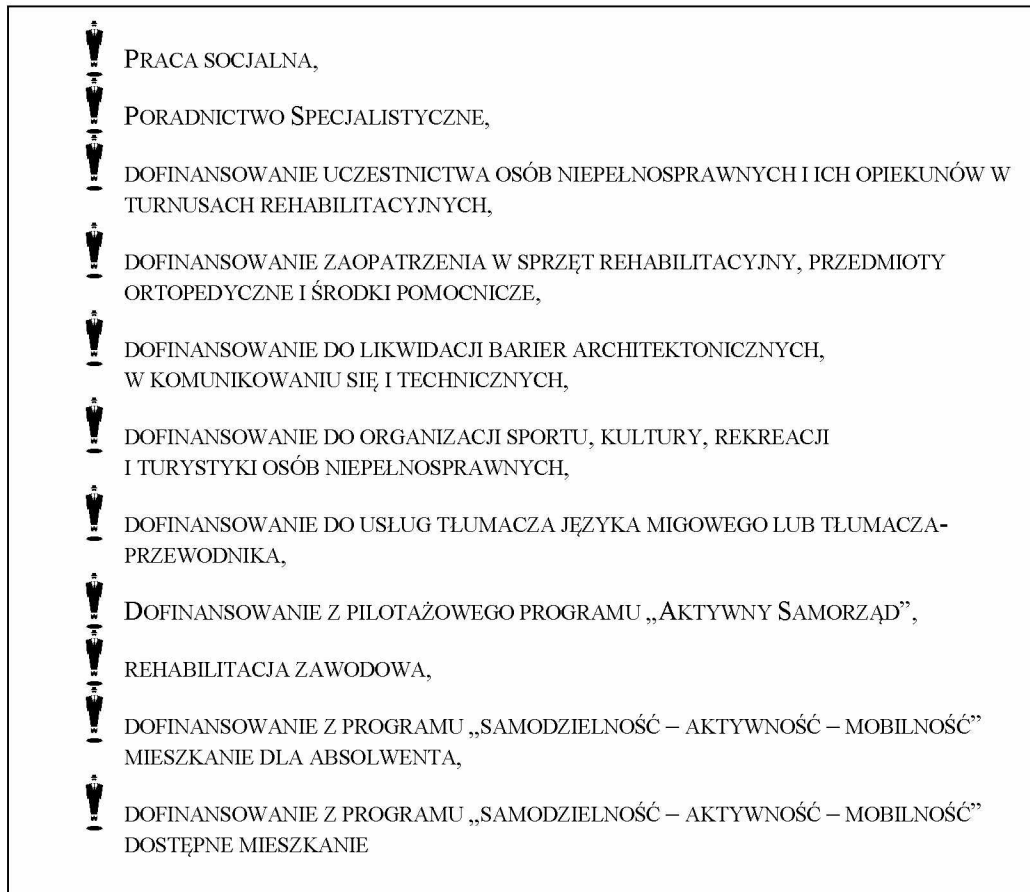 PRACA SOCJALNA,
PORADNICTWO SPECJALISTYCZNE,
DOFINANSOWANIE UCZESTNICTWA OSÓB NIEPEŁNOSPRAWNYCH I ICH OPIEKUNÓW W
TURNUSACH REHABILITACYJNYCH,
DOFINANSOWANIE ZAOPATRZENIA W SPRZĘT REHABILITACYJNY, PRZEDMIOTY
ORTOPEDYCZNE I ŚRODKI POMOCNICZE,
DOFINANSOWANIE DO LIKWIDACJI BARIER ARCHITEKTONICZNYCH,
W KOMUNIKOWANIU SIĘ I TECHNICZNYCH,
DOFINANSOWANIE DO ORGANIZACJI SPORTU, KULTURY, REKREACJI
I TURYSTYKI OSÓB NIEPEŁNOSPRAWNYCH,
DOFINANSOWANIE DO USŁUG TŁUMACZA JĘZYKA MIGOWEGO LUB TŁUMACZA-
PRZEWODNIKA,
DOFINANSOWANIE Z PILOTAŻOWEGO PROGRAMU „AKTYWNY SAMORZĄD”,
REHABILITACJA ZAWODOWA,
DOFINANSOWANIE Z PROGRAMU „SAMODZIELNOŚĆ – AKTYWNOŚĆ – MOBILNOŚĆ”
MIESZKANIE DLA ABSOLWENTA,
DOFINANSOWANIE Z PROGRAMU „SAMODZIELNOŚĆ – AKTYWNOŚĆ – MOBILNOŚĆ”
DOSTĘPNE MIESZKANIE